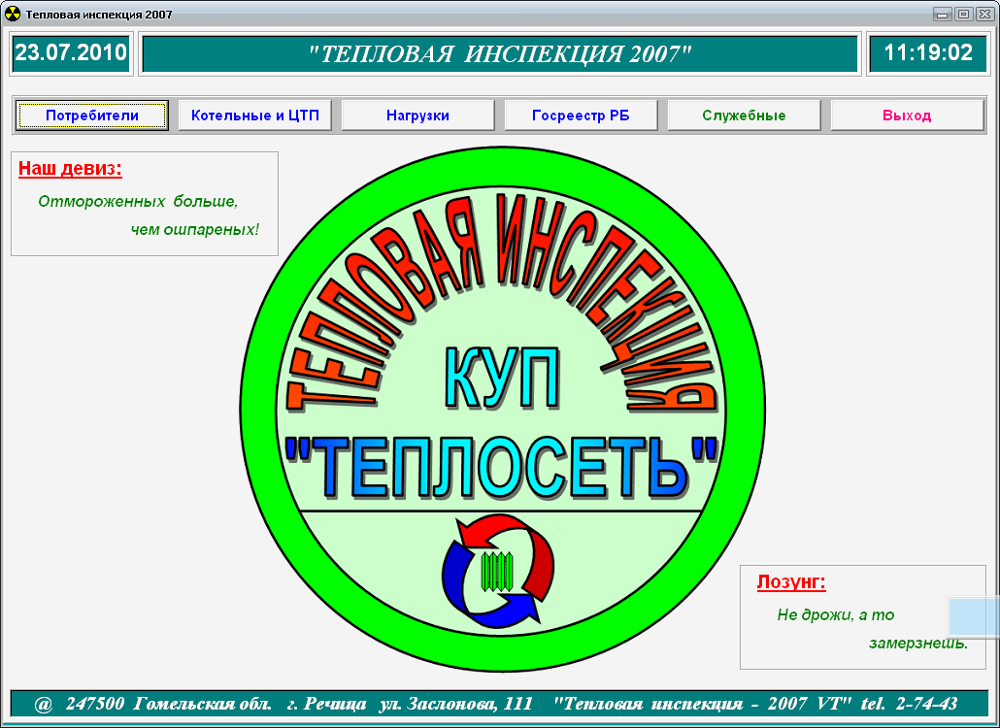 Тепловая инспекция 2007
23.07.2010
"ТЕПЛОВАЯ ИНСПЕКЦИЯ 2007"
11:19:02
Потребители
Котельные и ЦТП
Нагрузки
Госреестр РБ
Служебные
Выход
Наш девиз:
Отмороженных больше,
чем ошпареных!
ТЕПЛОВАЯ ИНСПЕКЦИЯ
КУП
"ТЕПЛОСЕТЬ"
Лозунг:
Не дрожи, а то
замерзнешь.
@ 247500 Гомельская обл. г. Речица ул. Заслонова, 111 "Тепловая инспекция - 2007 VT" tel. 2-74-43